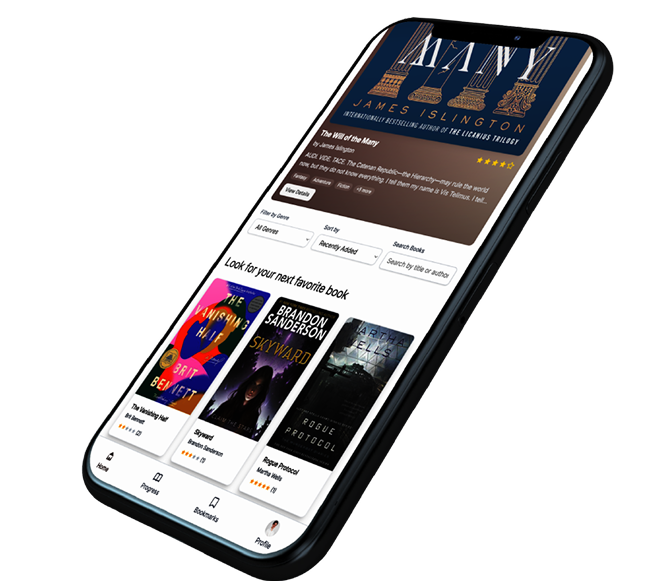 MANY
JAMES ISLINGTON
INTERNATIONALLY BESTSELLING AUTHOR OF THE LICANIUS TRILOGY
The Will of the Many
by James Islington
AUDI. VIDE. TACE. The Catenan Republic—the Hierarchy—may rule the world
now, but they do not know everything. I tell them my name is Vis Telimus. I tell...
Fantasy Adventure Fiction +3 more
View Details
Filter by Genre
All Genres
Sort by
Recently Added
Search Books
Search by title or author
Look for your next favorite book
THE
VANISHING
HALF
BRIT
BENNETT
The Vanishing Half
Brit Bennett
(2)
BRANDON
SANDERSON
SKYWARD
Skyward
Brandon Sanderson
(1)
MARTHA
WELLS
ROGUE
PROTOCOL
Rogue Protocol
Martha Wells
(1)
Home
Progress
Bookmarks
Profile